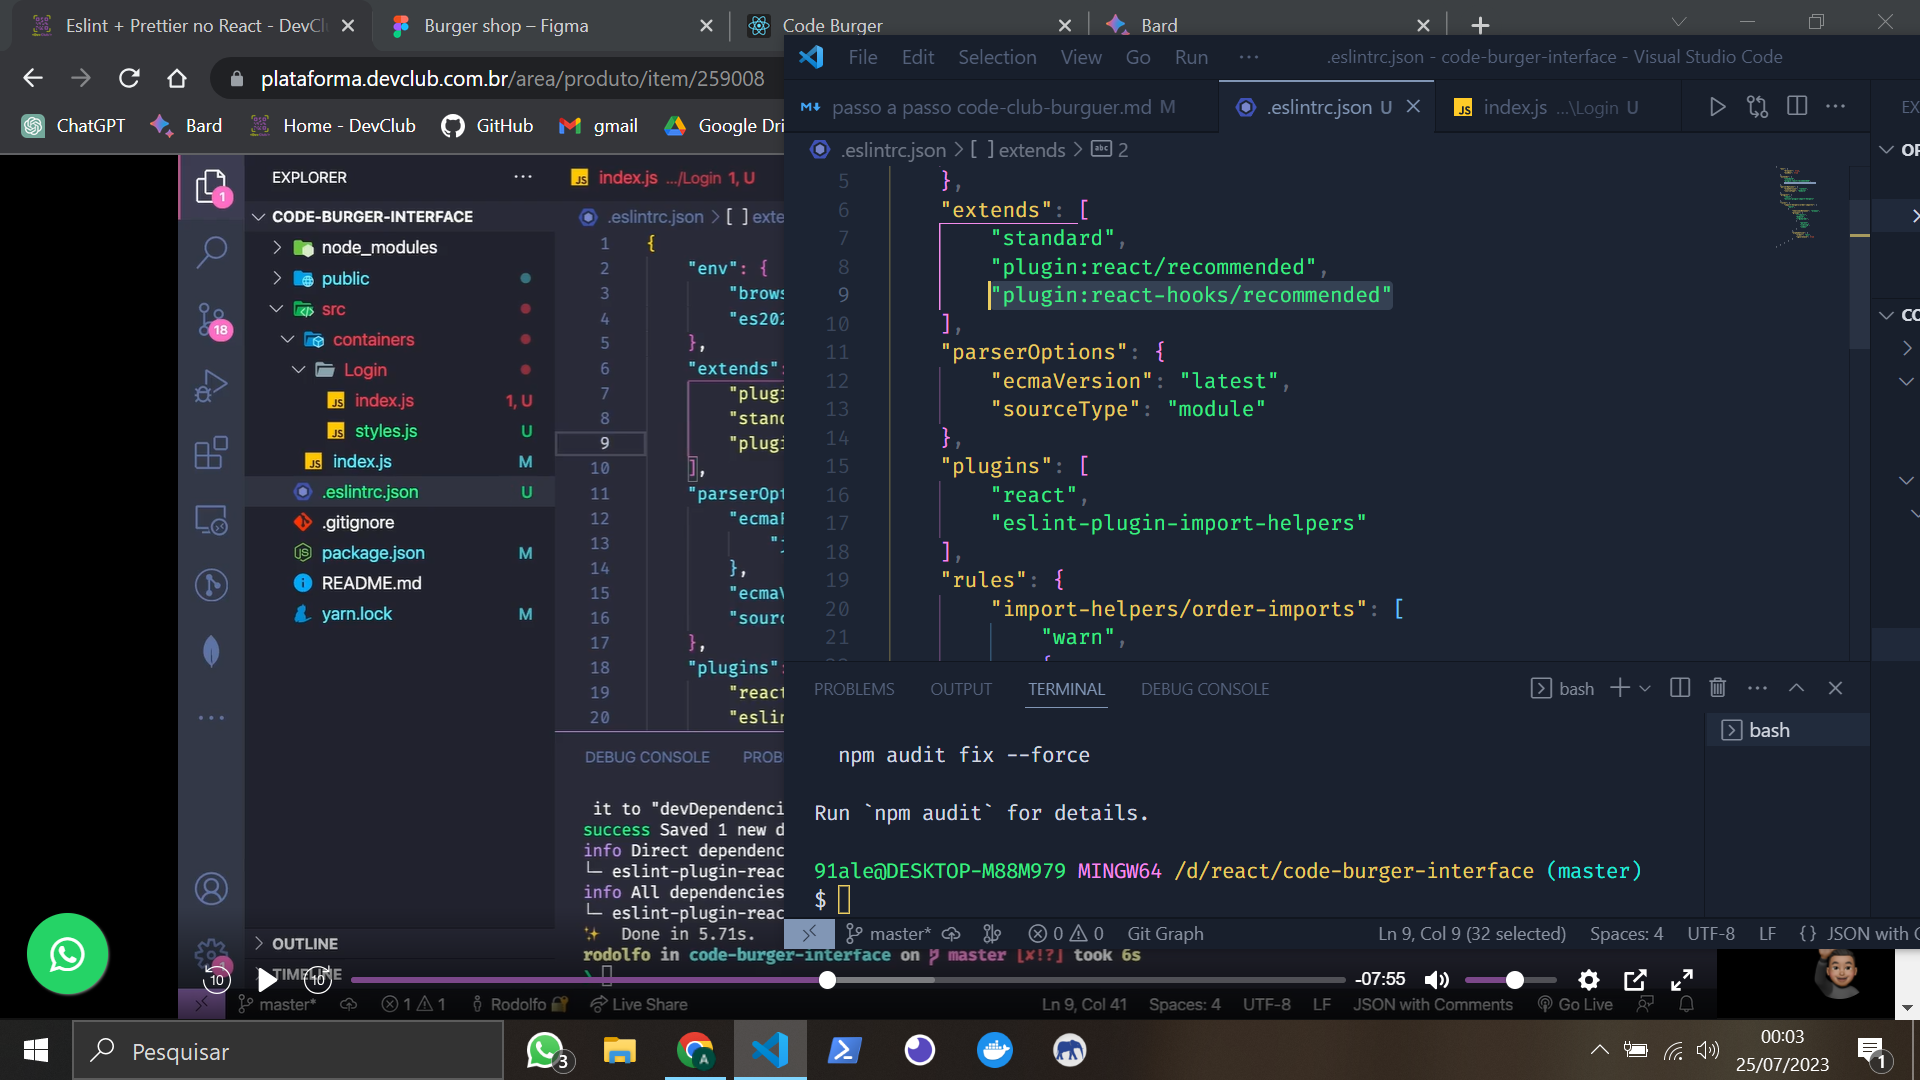 Eslint + Prettier no React - DevCl
Burger shop – Figma
Code Burger
Bard
plataforma.devclub.com.br/area/produto/item/259008
ChatGPT
Bard
Home - DevClub
GitHub
gmail
Google Dri
File Edit Selection View Go Run ···
.eslintrc.json - code-burger-interface - Visual Studio Code
passo a passo code-club-burguer.md M
.eslintrc.json U
index.js ...\Login U
.eslintrc.json > [ ] extends > abc 2
5 },
6 "extends": [
7 "standard",
8 "plugin:react/recommended",
9 "plugin:react-hooks/recommended"
10 ],
11 "parserOptions": {
12 "ecmaVersion": "latest",
13 "sourceType": "module"
14 },
15 "plugins": [
16 "react",
17 "eslint-plugin-import-helpers"
18 ],
19 "rules": {
20 "import-helpers/order-imports": [
21 "warn",
PROBLEMS OUTPUT TERMINAL DEBUG CONSOLE
bash
bash
npm audit fix --force
Run `npm audit` for details.
91ale@DESKTOP-M88M979 MINGW64 /d/react/code-burger-interface (master)
$
master* 0 0 Git Graph
Ln 9, Col 9 (32 selected) Spaces: 4 UTF-8 LF {} JSON with C
EXPLORER ···
CODE-BURGER-INTERFACE
node_modules
public
src
containers
Login
index.js 1, U
styles.js U
index.js M
.eslintrc.json U
.gitignore
package.json M
README.md
yarn.lock M
OUTLINE
TIMELINE
1
18
index.js .../Login 1, U
.eslintrc.json > [ ] exte
1 {
2 "env": {
3 "brows
4 "es202
5 },
6 "extends":
7 "plugi
8 "stand
9 "plugi
10 ],
11 "parserOpt
12 "ecmaF
13 "j
14 },
15 "ecmaV
16 "sourc
17 },
18 "plugins":
19 "react
20 "eslin
DEBUG CONSOLE PROB
it to "devDependenci
success Saved 1 new d
info Direct dependenc
└─ eslint-plugin-reac
info All dependencies
└─ eslint-plugin-reac
Done in 5.71s.
rodolfo in code-burger-interface on master [✘!?] took 6s
10
10
-07:55
master* 1 1 Rodolfo Live Share
Ln 9, Col 41 Spaces: 4 UTF-8 LF JSON with Comments Go Live
Pesquisar
3
A
00:03
25/07/2023
1
EX
OP
CO